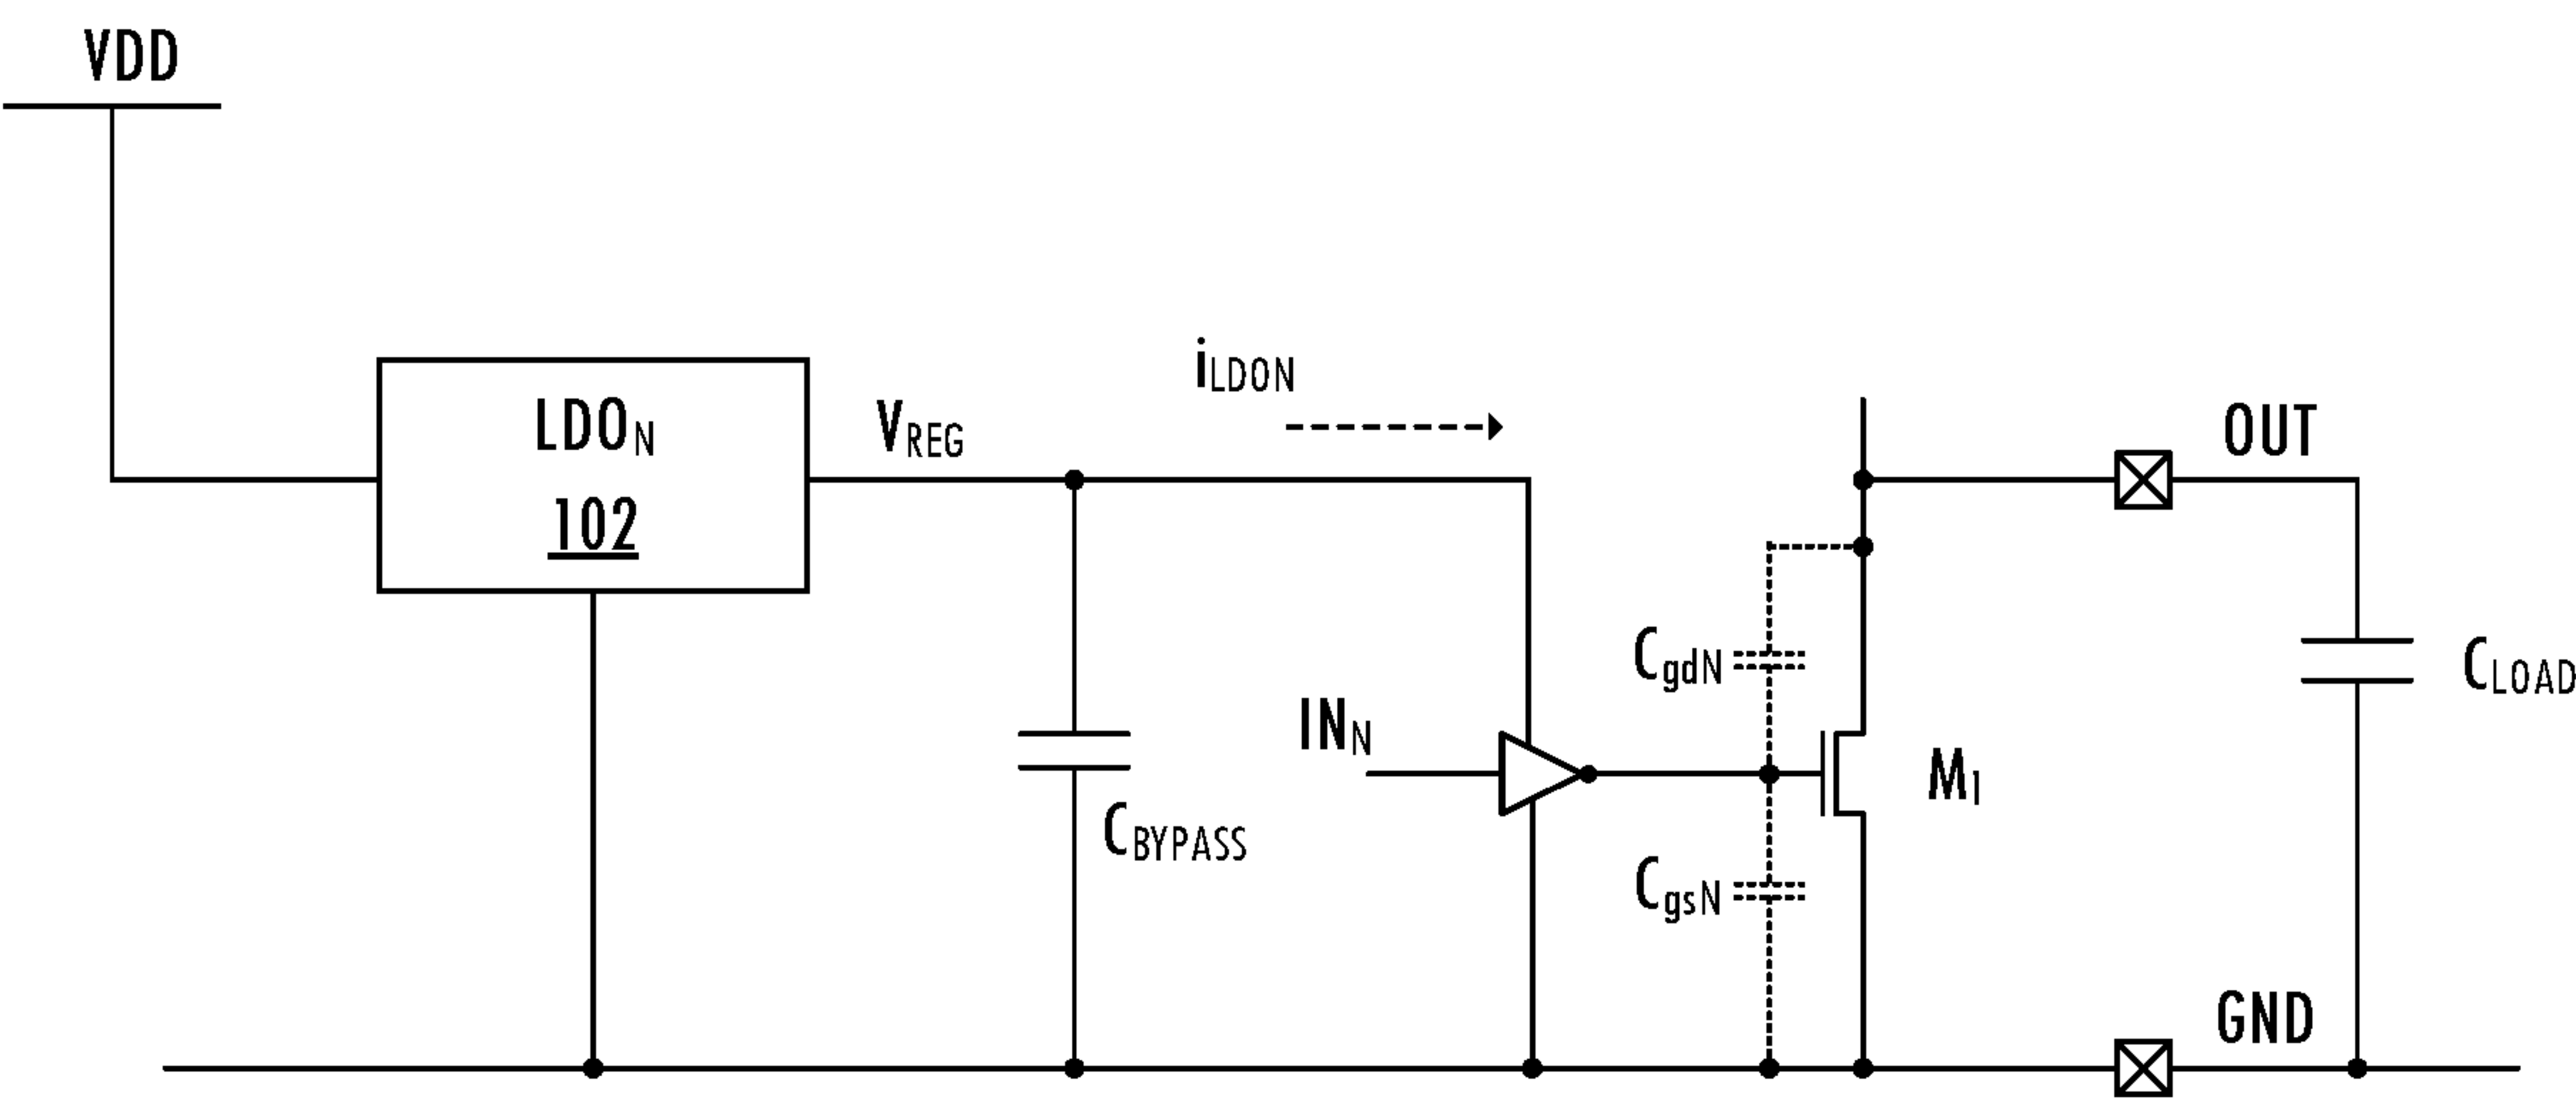 VDD
LDON
102
VREG
iLDON
OUT
CgdN
CLOAD
INN
M1
CBYPASS
CgsN
GND